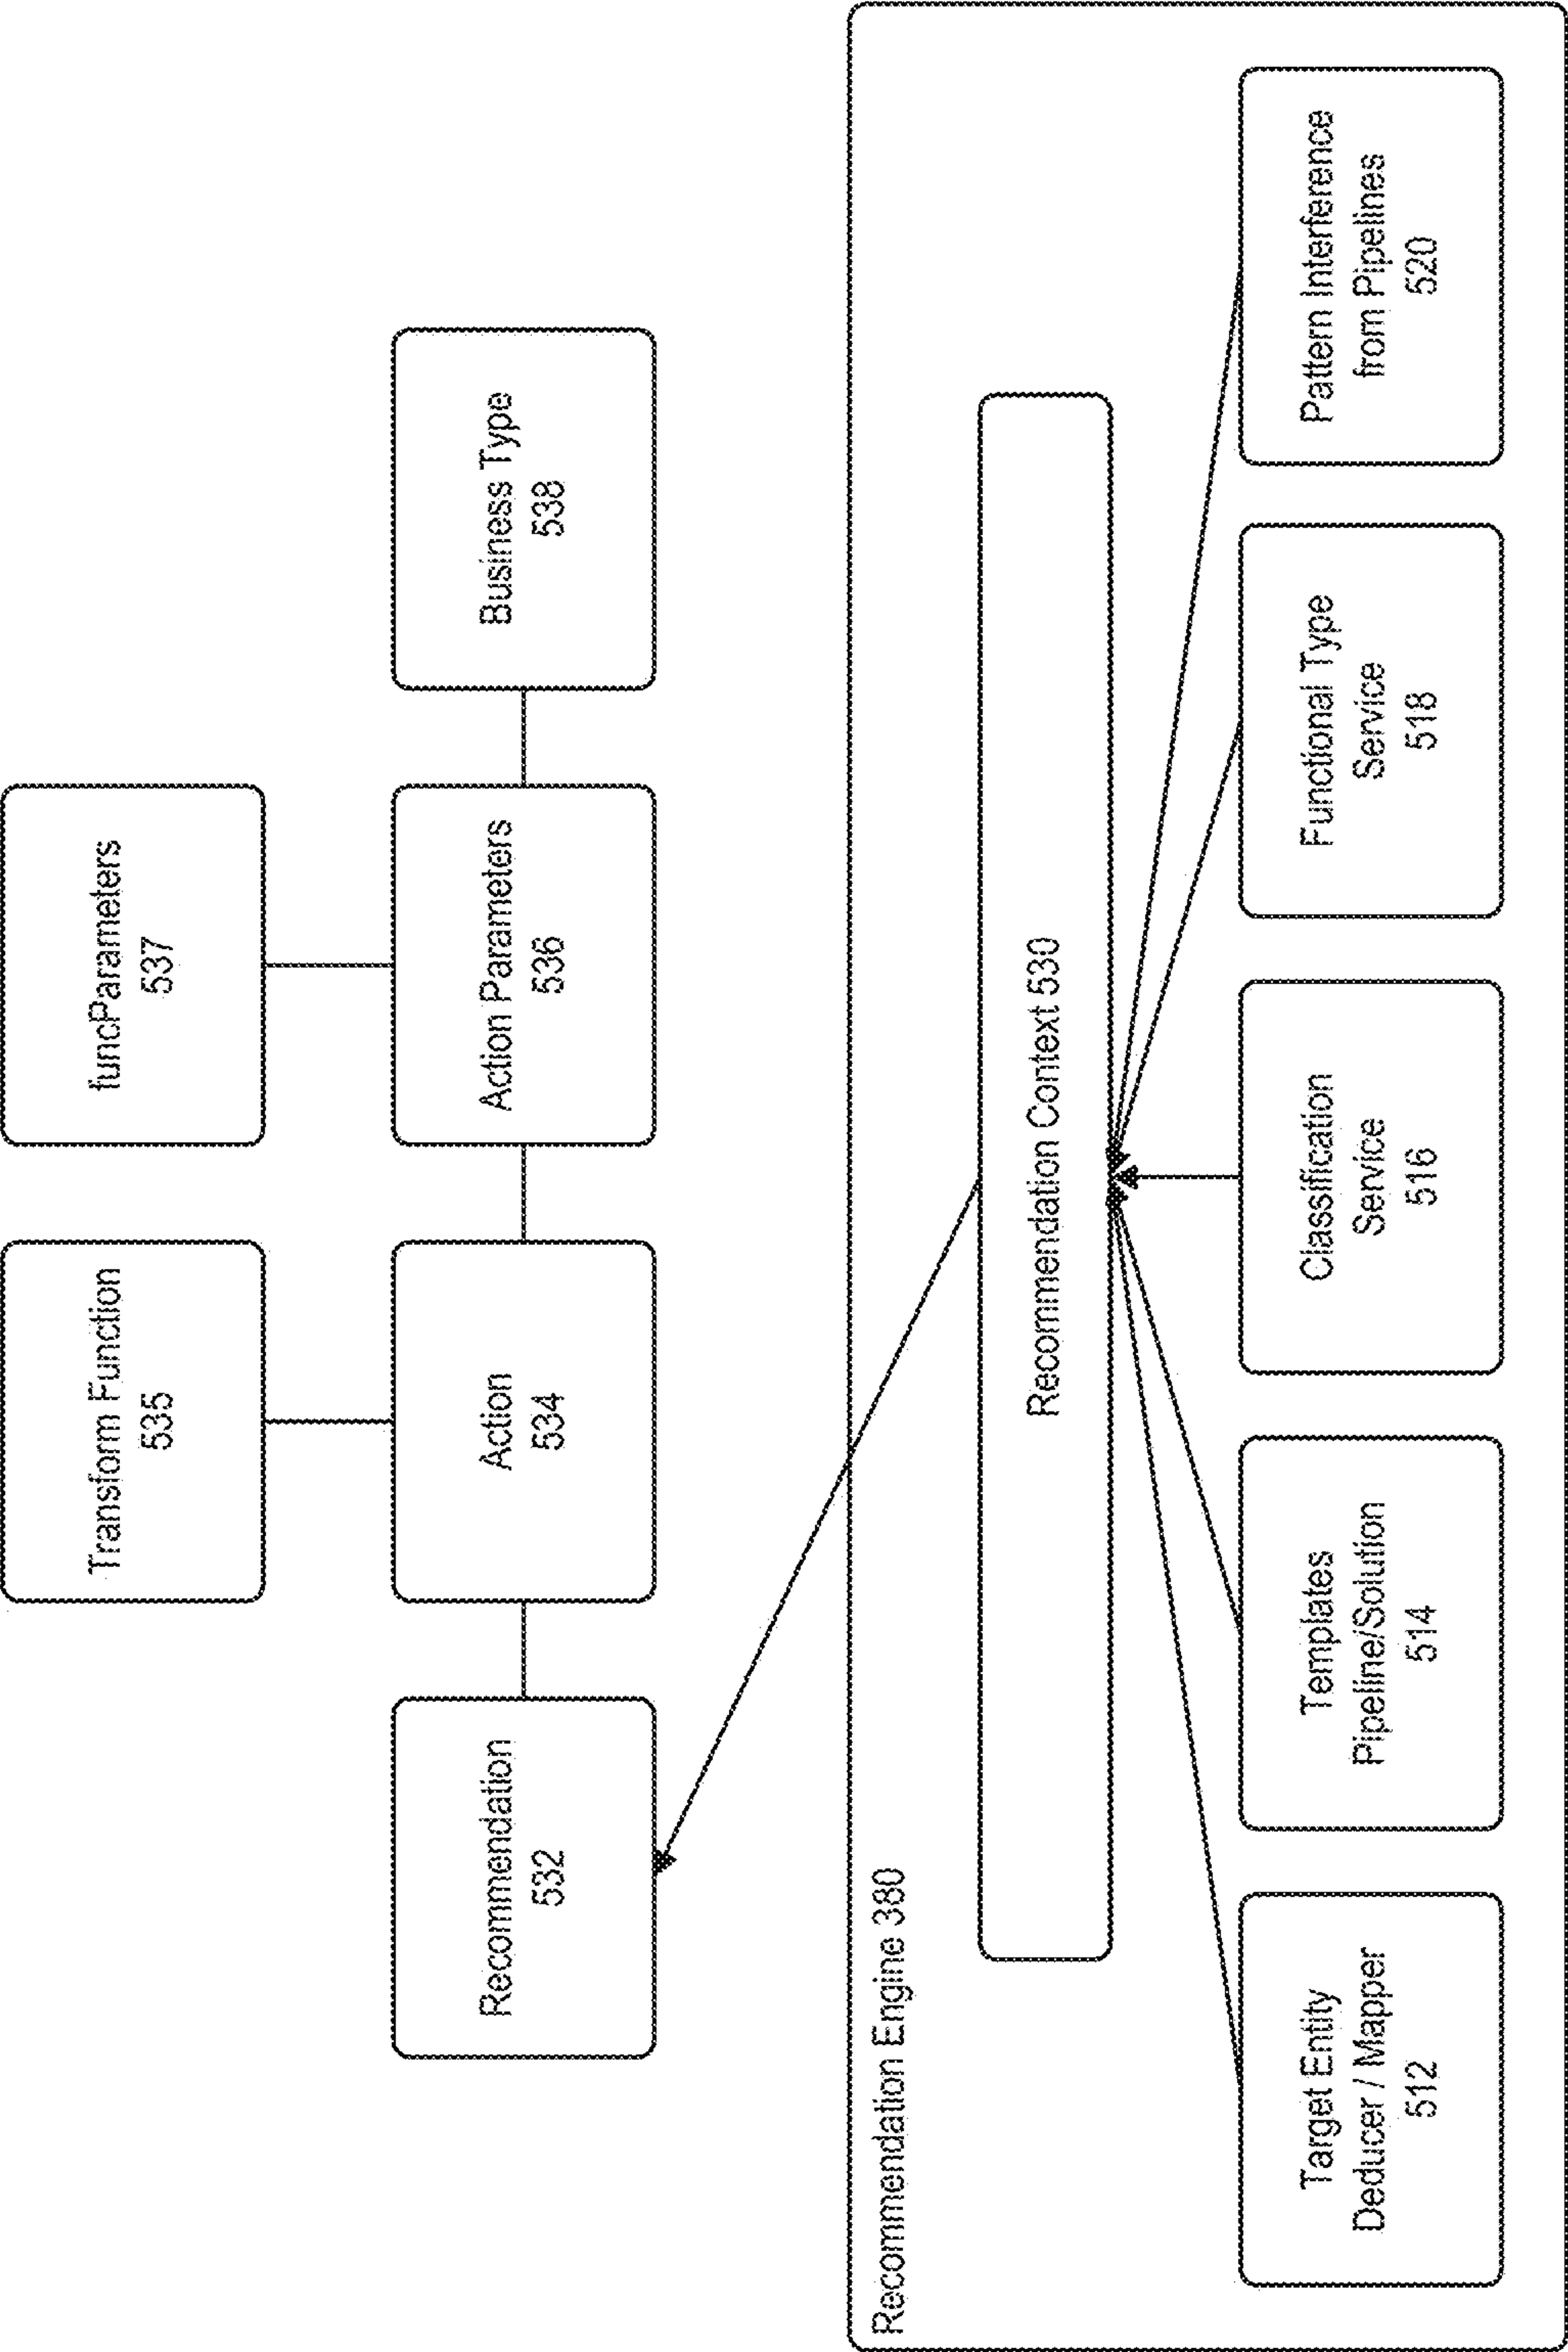 Transform Function
535
funcParameters
537
Recommendation
532
Action
534
Action Parameters
536
Business Type
538
Recommendation Engine 380
Recommendation Context 530
Target Entity
Deducer / Mapper
512
Templates
Pipeline/Solution
514
Classification
Service
516
Functional Type
Service
518
Pattern Interference
from Pipelines
520